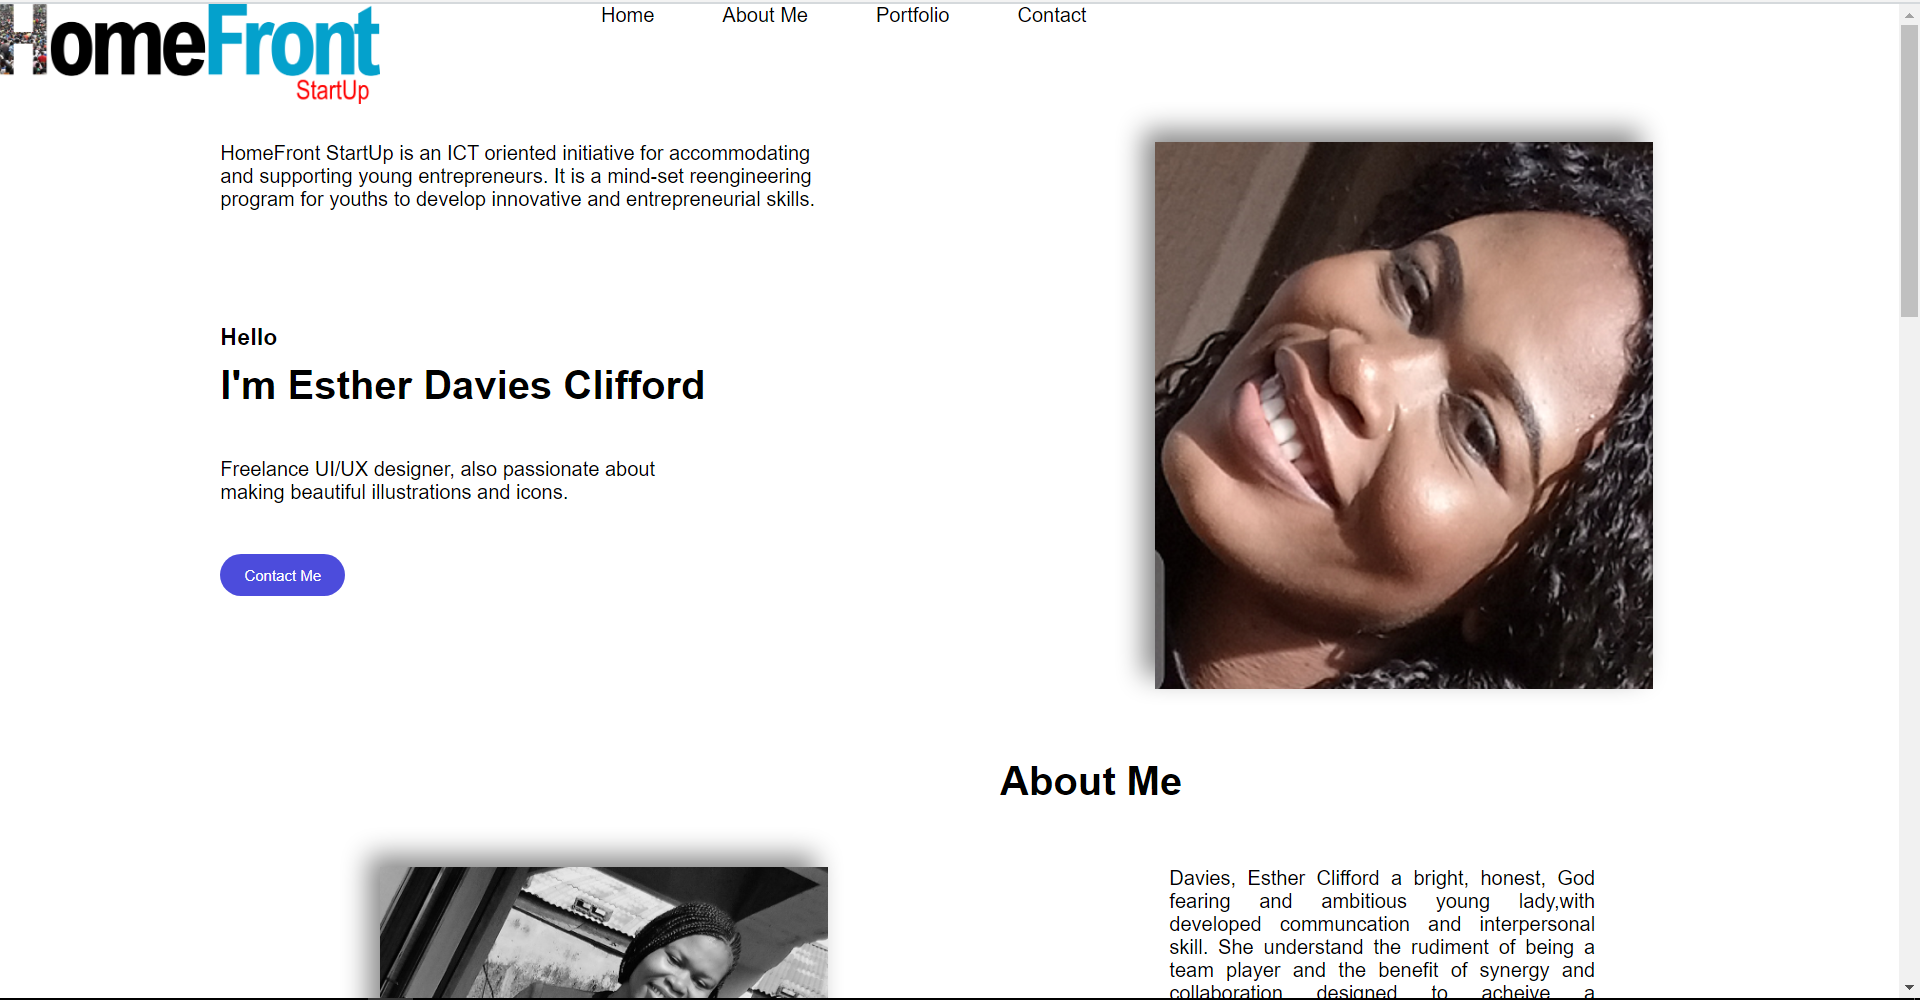 HomeFront
StartUp
Home About Me Portfolio Contact
HomeFront StartUp is an ICT oriented initiative for accommodating
and supporting young entrepreneurs. It is a mind-set reengineering
program for youths to develop innovative and entrepreneurial skills.
Hello
I'm Esther Davies Clifford
Freelance UI/UX designer, also passionate about
making beautiful illustrations and icons.
Contact Me
About Me
Davies, Esther Clifford a bright, honest, God
fearing and ambitious young lady,with
developed communcation and interpersonal
skill. She understand the rudiment of being a
team player and the benefit of synergy and
collaboration designed to acheive a